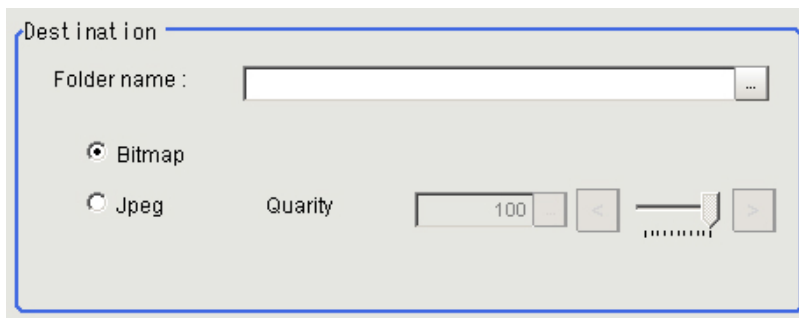 Destination
Folder name :
...
Bitmap
Jpeg Quarity 100 ... < >